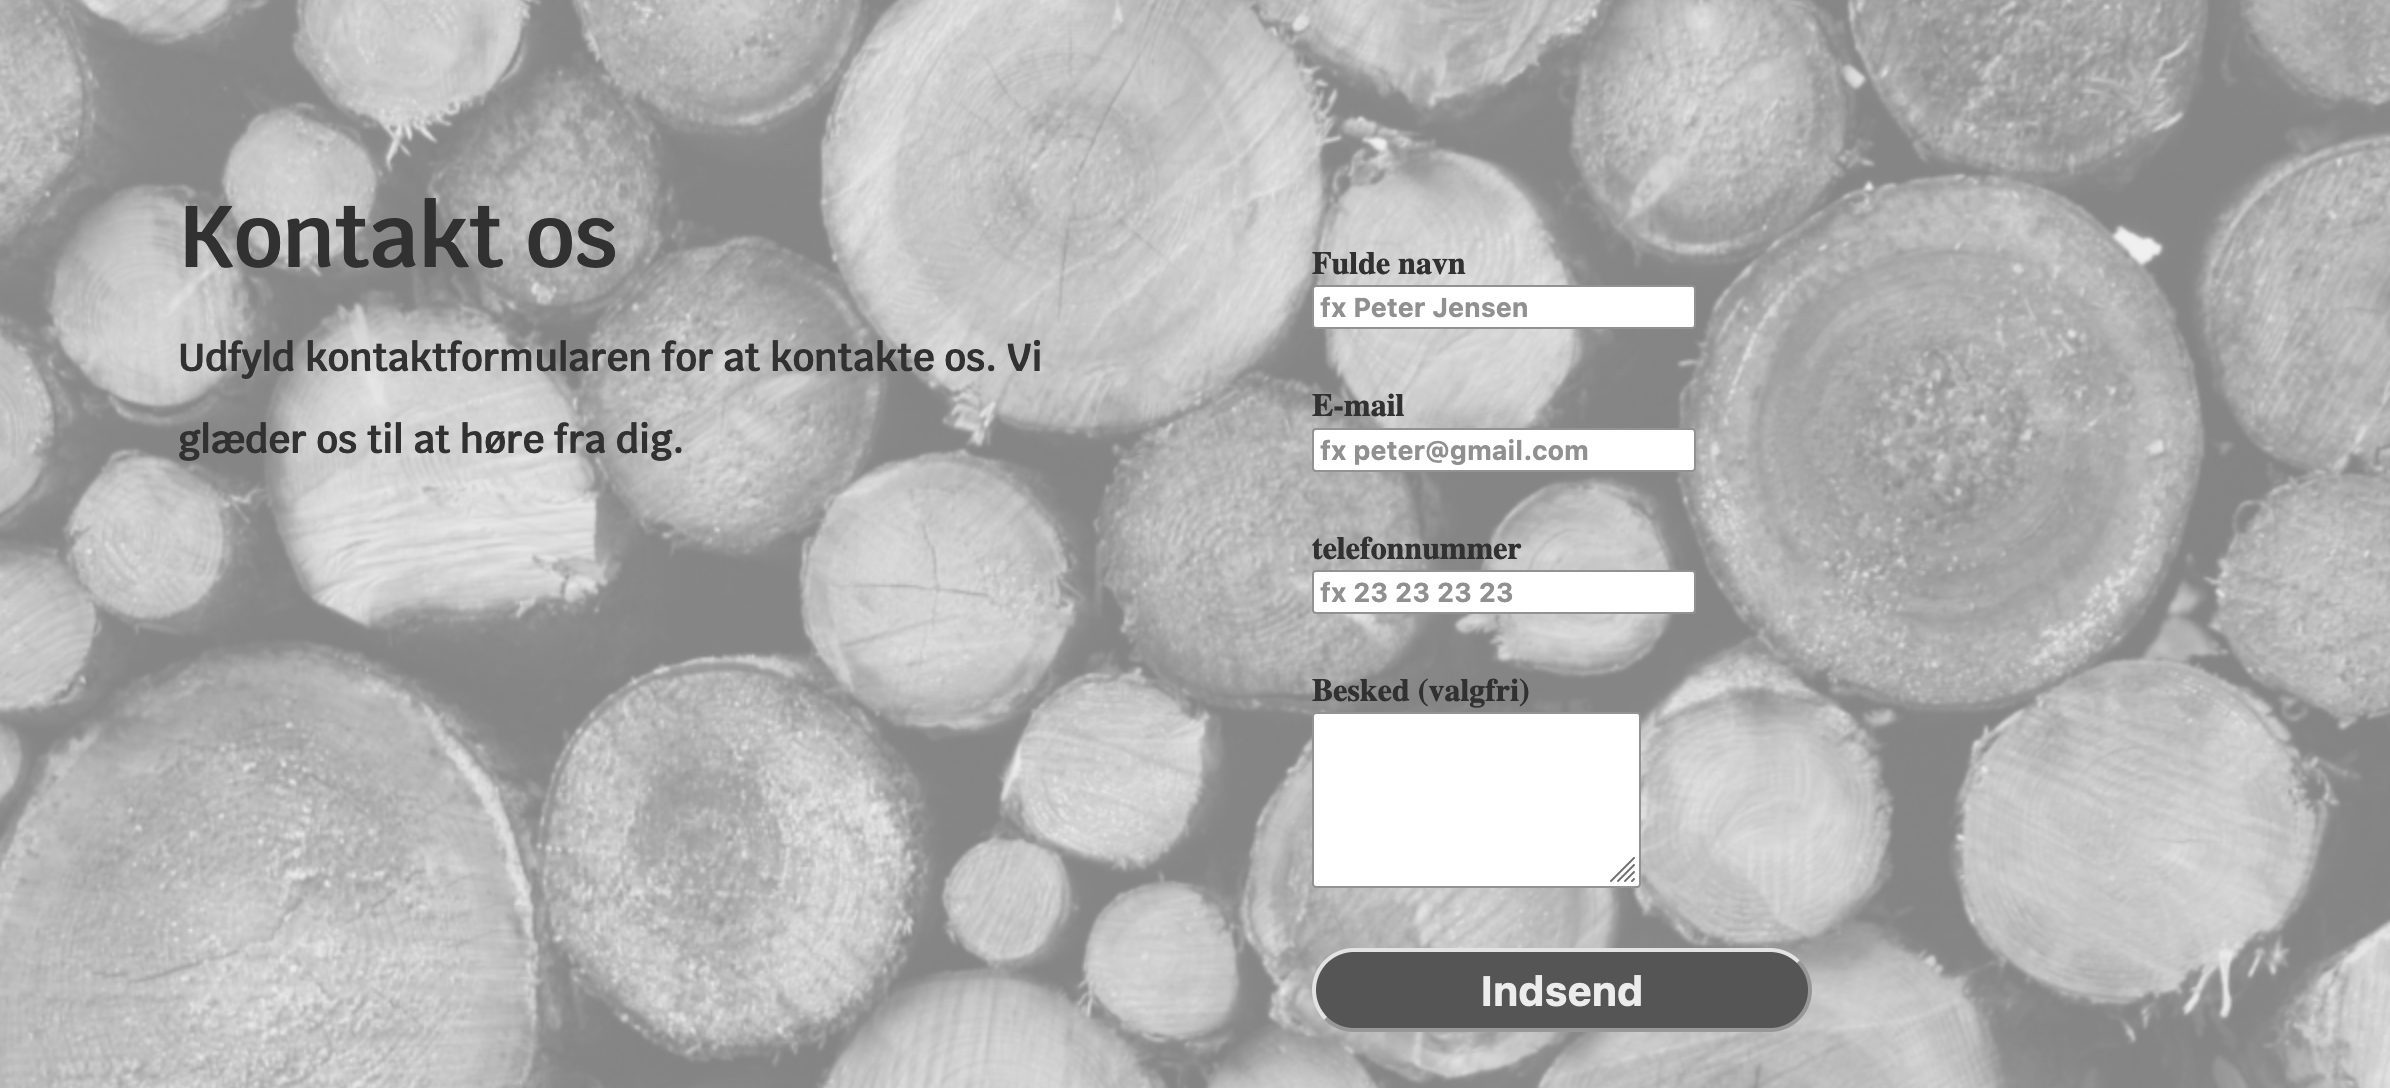 Kontakt os
Udfyld kontaktformularen for at kontakte os. Vi
glæder os til at høre fra dig.
Fulde navn
fx Peter Jensen
E-mail
fx peter@gmail.com
telefonnummer
fx 23 23 23 23
Besked (valgfri)
Indsend